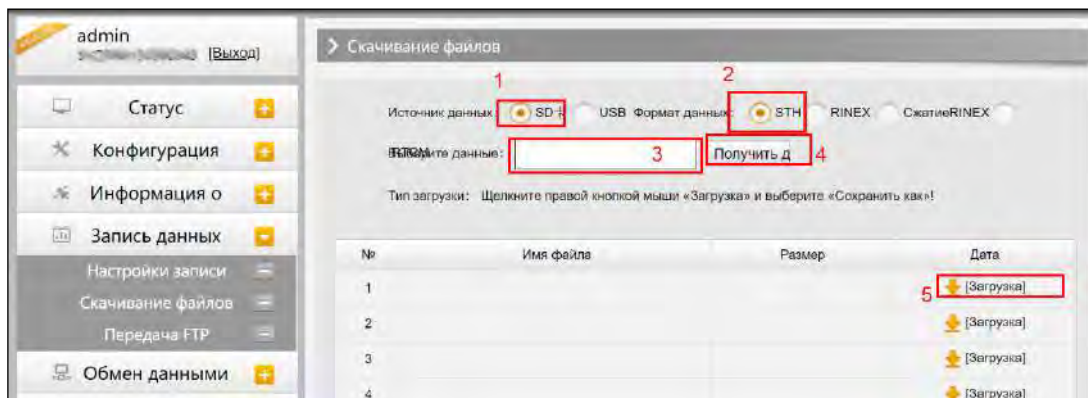 admin
[Выход]
Статус
Конфигурация
Информация о
Запись данных
Настройки записи
Скачивание файлов
Передача FTP
Обмен данными
Скачивание файлов
1 2
Источник данных: SD USB Формат данных: STH RINEX СжатиеRINEX
Выберите данные: 3 Получить д 4
Тип загрузки: Щелкните правой кнопкой мыши «Загрузка» и выберите «Сохранить как»!
№ Имя файла Размер Дата
1 5 [Загрузка]
2 [Загрузка]
3 [Загрузка]
4 [Загрузка]